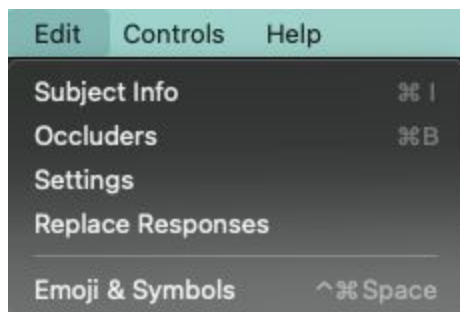 Edit Controls Help
Subject Info ⌘ I
Occluders ⌘B
Settings
Replace Responses
Emoji & Symbols ^⌘Space